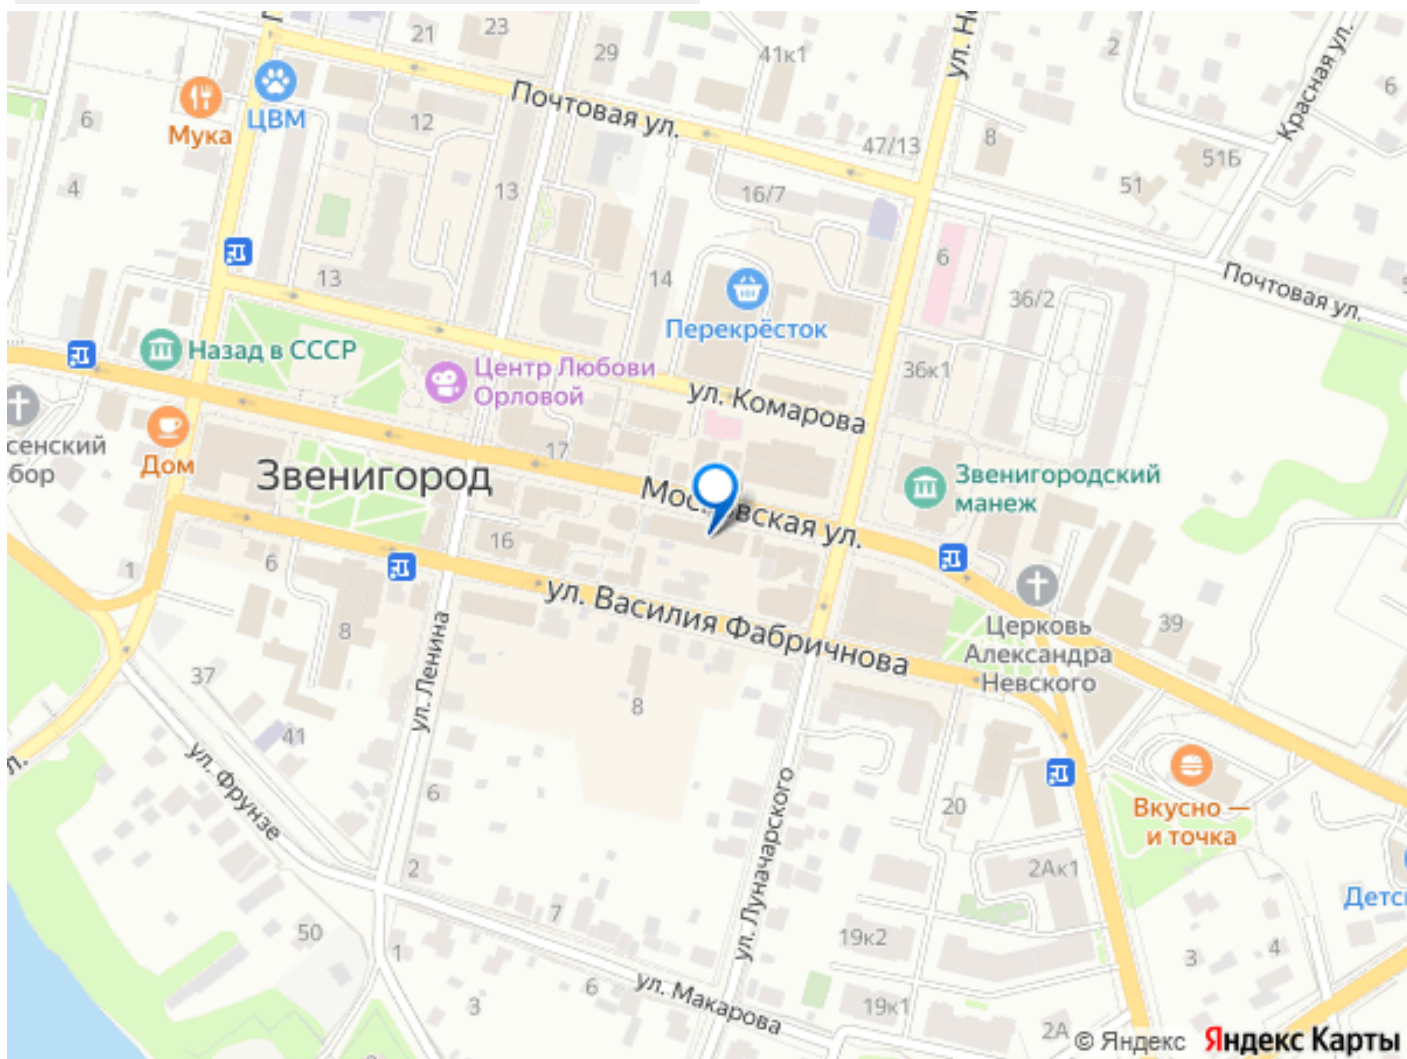 21
23
29
41к1
ул. Но
2
Красная ул.
6
ЦВМ
Мука
6
12
Почтовая ул.
47/13
8
51Б
51
4
13
16/7
6
13
14
36/2
Почтовая ул.
Перекрёсток
Назад в СССР
Центр Любови
Орловой
36к1
ул. Комарова
сенский
бор
Дом
17
Звенигород
Московская ул.
Звенигородский
манеж
16
1
6
ул. Василия Фабричнова
8
ул. Ленина
Церковь
Александра
Невского
39
37
8
41
л.
ул. Фрунзе
6
ул. Луначарского
20
Вкусно —
и точка
2
2Ак1
Детс
7
50
1
19к2
4
3
6
ул. Макарова
3
19к1
2А
2
© Яндекс Яндекс Карты